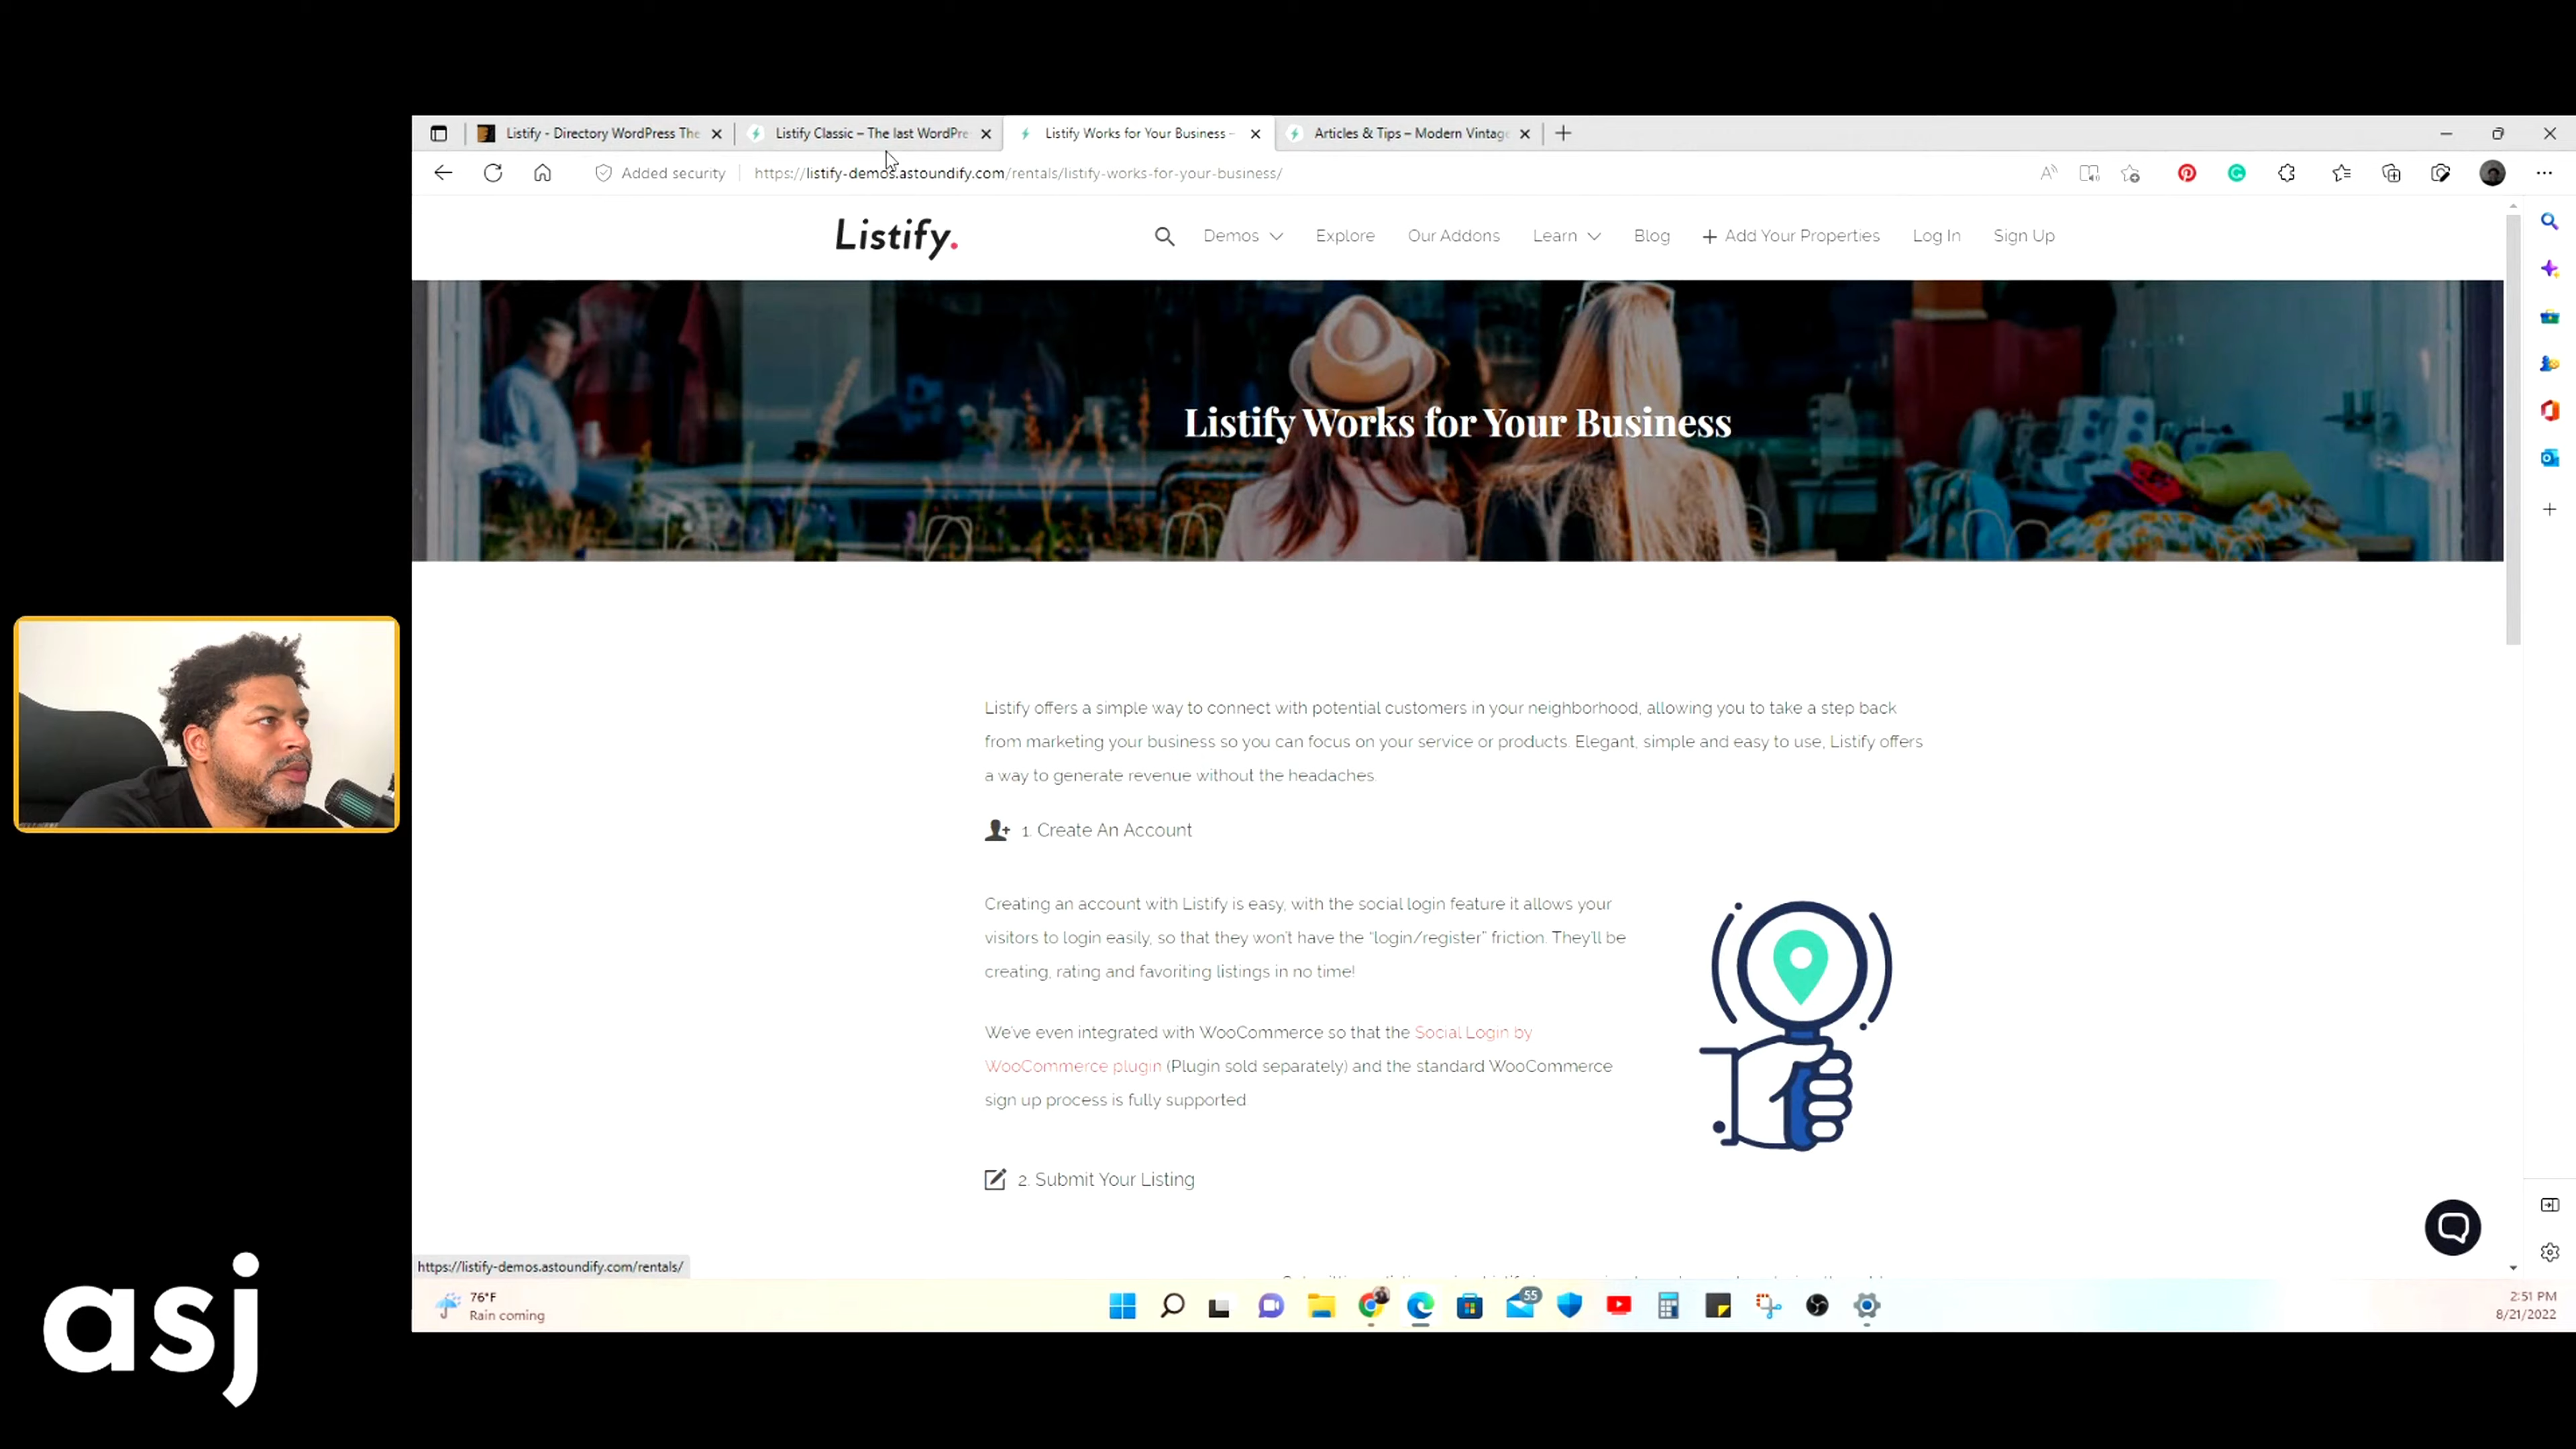 Listify - Directory WordPress The
Listify Classic – The last WordPre
Listify Works for Your Business –
Articles & Tips – Modern Vintage
Added security
https://listify-demos.astoundify.com/rentals/listify-works-for-your-business/
Listify.
Demos
Explore
Our Addons
Learn
Blog
Add Your Properties
Log In
Sign Up
Listify Works for Your Business
Listify offers a simple way to connect with potential customers in your neighborhood, allowing you to take a step back
from marketing your business so you can focus on your service or products. Elegant, simple and easy to use, Listify offers
a way to generate revenue without the headaches.
1. Create An Account
Creating an account with Listify is easy, with the social login feature it allows your
visitors to login easily, so that they won't have the "login/register" friction. They'll be
creating, rating and favoriting listings in no time!
We've even integrated with WooCommerce so that the Social Login by
WooCommerce plugin (Plugin sold separately) and the standard WooCommerce
sign up process is fully supported
2. Submit Your Listing
https://listify-demos.astoundify.com/rentals/
76°F
Rain coming
55
2:51 PM
8/21/2022
asj